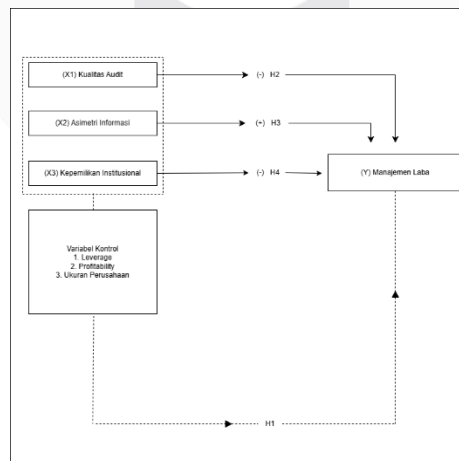 (X1) Kualitas Audit
(-) H2
(X2) Asimetri Informasi
(+) H3
(X3) Kepemilikan Institusional
(-) H4
(Y) Manajemen Laba
Variabel Kontrol
1. Leverage
2. Profitability
3. Ukuran Perusahaan
H1